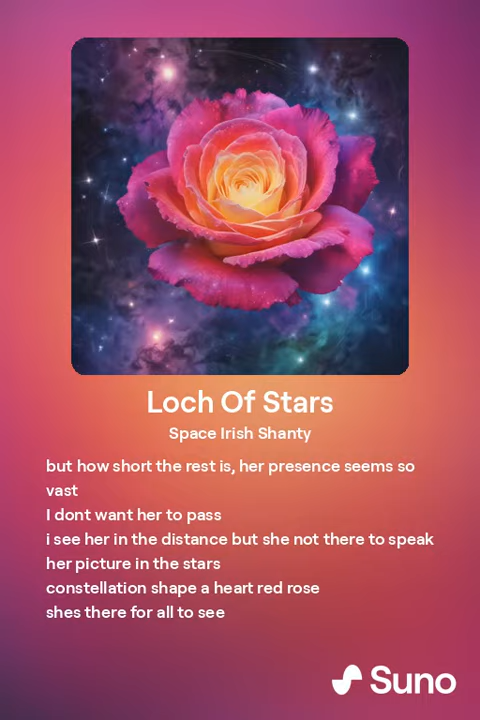 Loch Of Stars
Space Irish Shanty
but how short the rest is, her presence seems so
vast
I dont want her to pass
i see her in the distance but she not there to speak
her picture in the stars
constellation shape a heart red rose
shes there for all to see
Suno